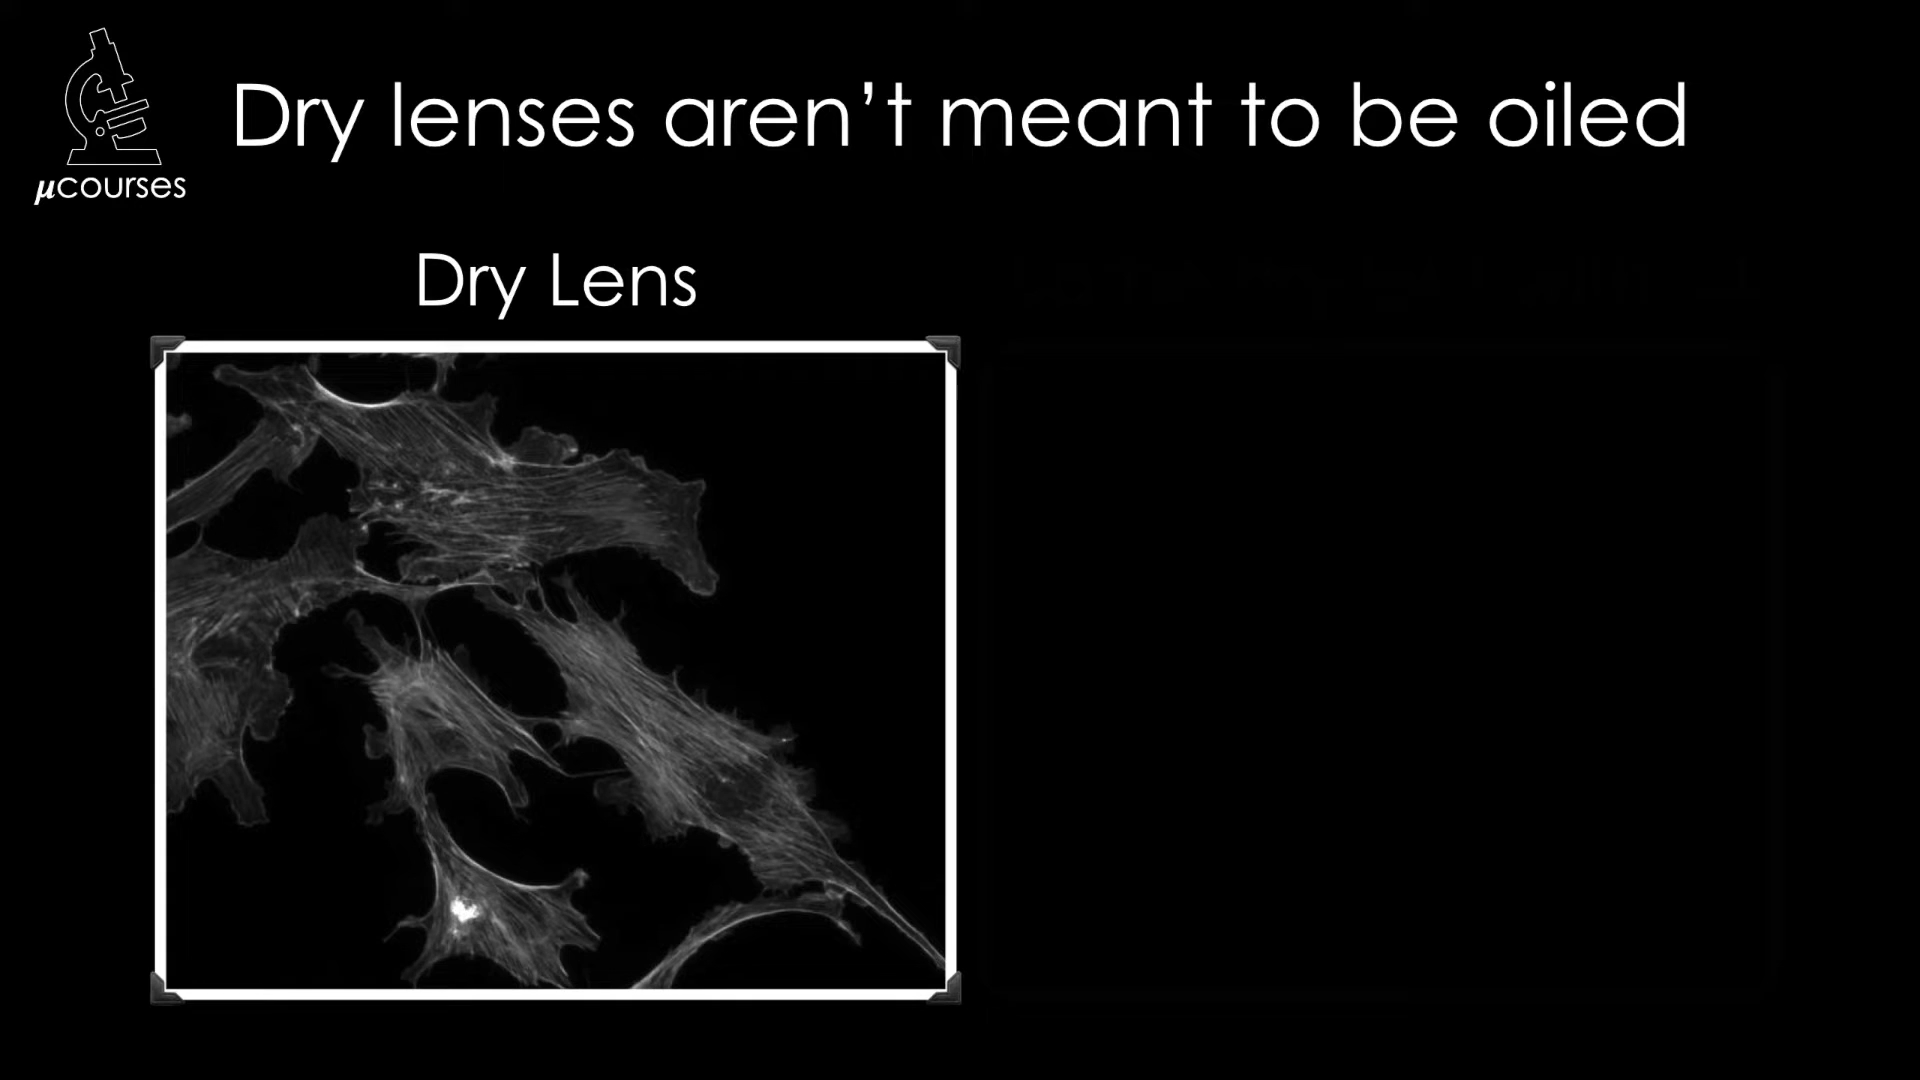 Dry lenses aren’t meant to be oiled
µcourses
Dry Lens